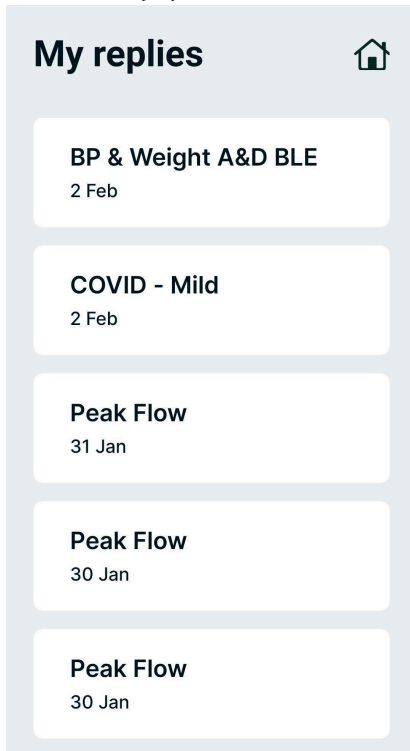 My replies
BP & Weight A&D BLE
2 Feb
COVID - Mild
2 Feb
Peak Flow
31 Jan
Peak Flow
30 Jan
Peak Flow
30 Jan